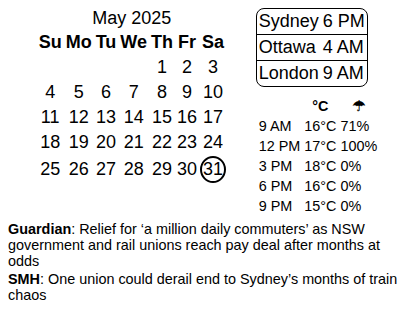 May 2025
Su Mo Tu We Th Fr Sa
1 2 3
4 5 6 7 8 9 10
11 12 13 14 15 16 17
18 19 20 21 22 23 24
25 26 27 28 29 30 31
Sydney 6 PM
Ottawa 4 AM
London 9 AM
°C ☂
9 AM 16°C 71%
12 PM 17°C 100%
3 PM 18°C 0%
6 PM 16°C 0%
9 PM 15°C 0%
Guardian: Relief for ‘a million daily commuters’ as NSW
government and rail unions reach pay deal after months at
odds
SMH: One union could derail end to Sydney’s months of train
chaos